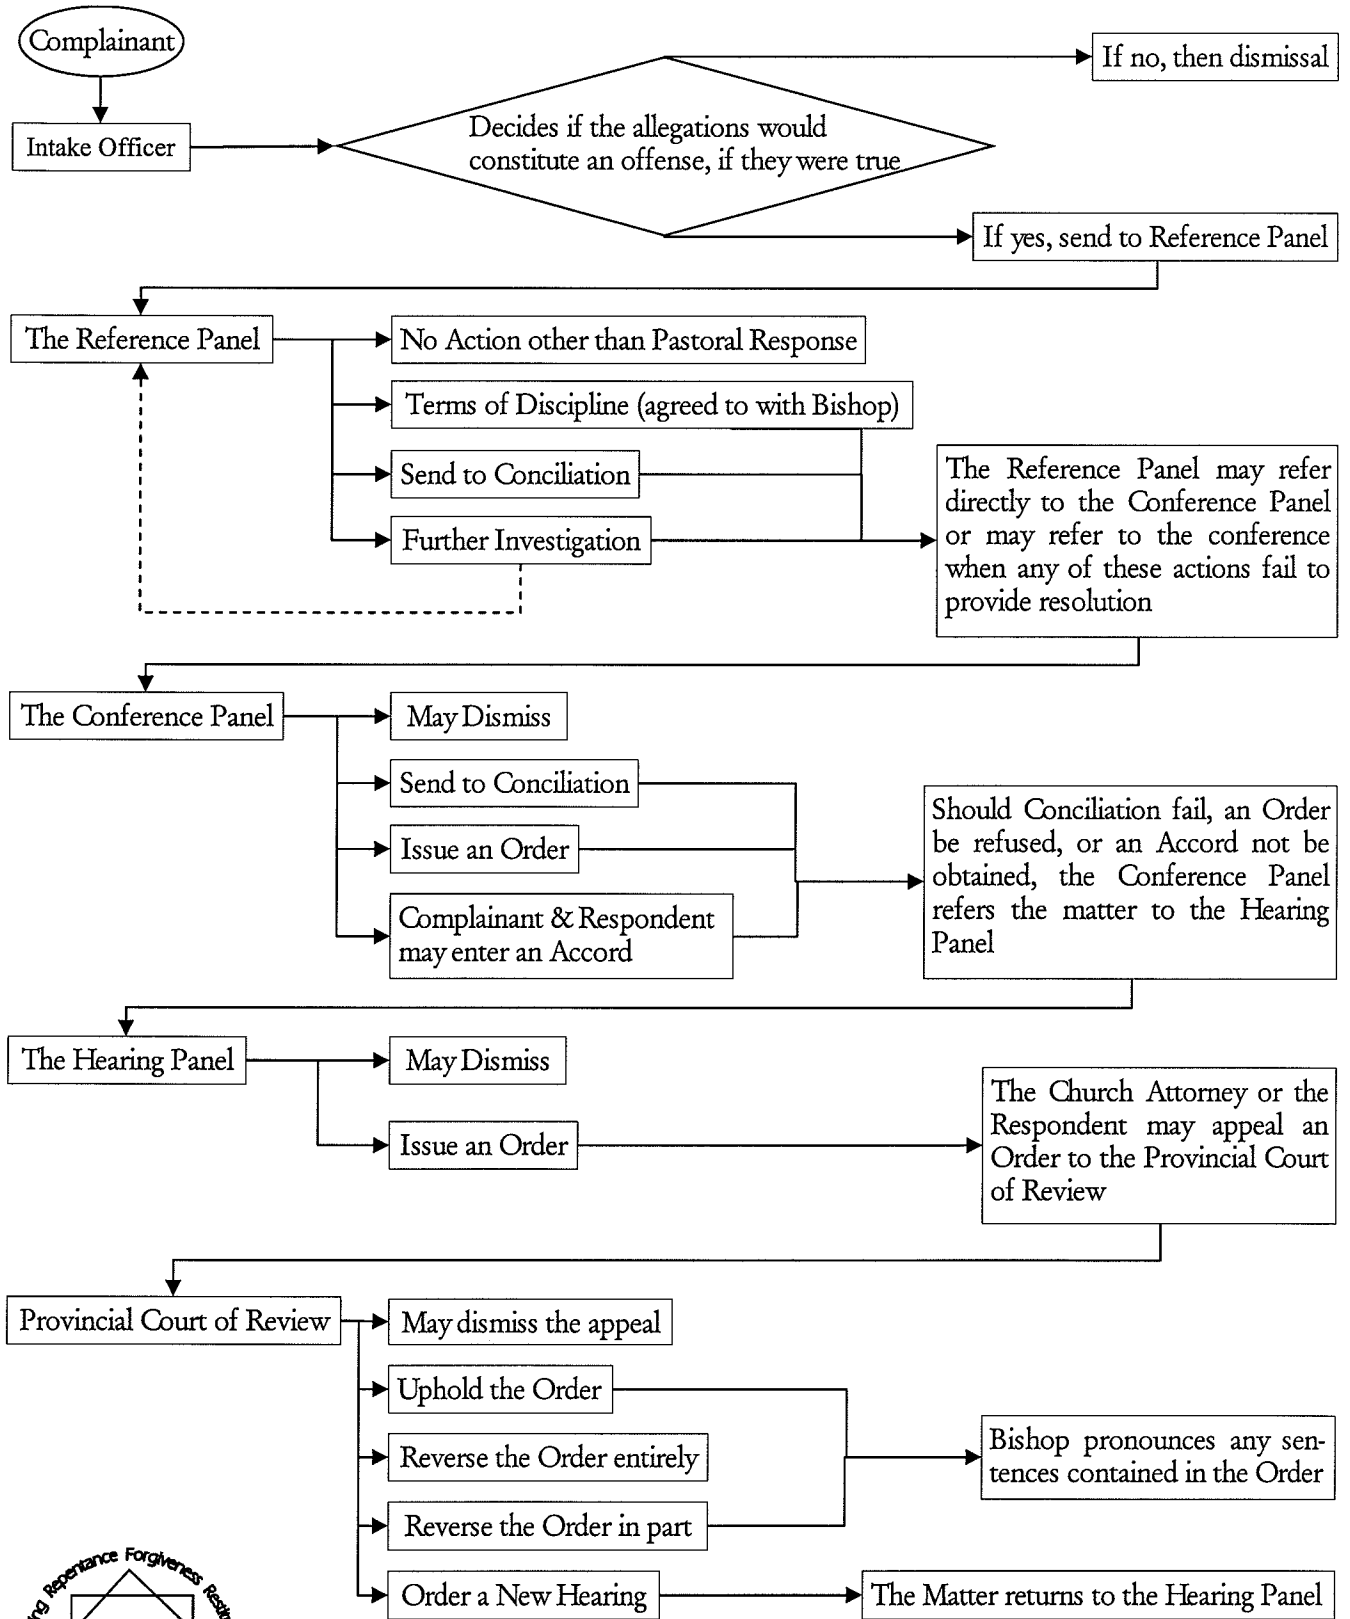 Complainant
If no, then dismissal
Intake Officer
Decides if the allegations would
constitute an offense, if they were true
If yes, send to Reference Panel
The Reference Panel
No Action other than Pastoral Response
Terms of Discipline (agreed to with Bishop)
Send to Conciliation
Further Investigation
The Reference Panel may refer
directly to the Conference Panel
or may refer to the conference
when any of these actions fail to
provide resolution
The Conference Panel
May Dismiss
Send to Conciliation
Issue an Order
Complainant & Respondent
may enter an Accord
Should Conciliation fail, an Order
be refused, or an Accord not be
obtained, the Conference Panel
refers the matter to the Hearing
Panel
The Hearing Panel
May Dismiss
Issue an Order
The Church Attorney or the
Respondent may appeal an
Order to the Provincial Court
of Review
Provincial Court of Review
May dismiss the appeal
Uphold the Order
Reverse the Order entirely
Reverse the Order in part
Bishop pronounces any sen-
tences contained in the Order
Order a New Hearing
The Matter returns to the Hearing Panel
Repentance Forgiveness